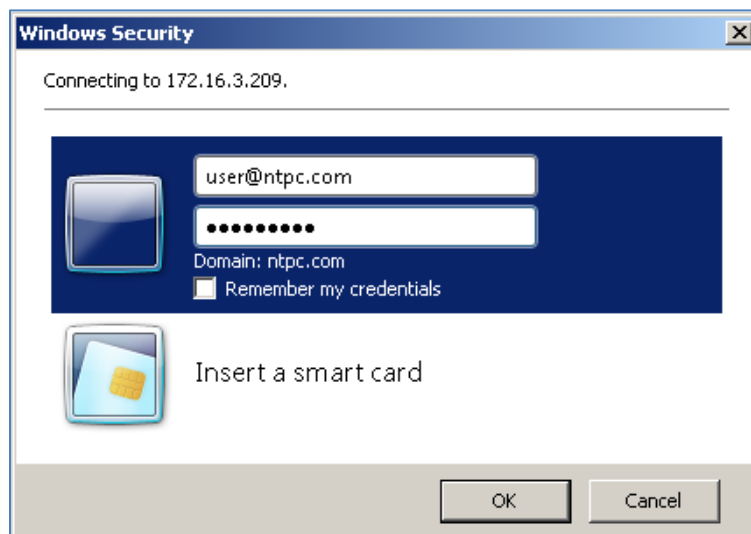 Windows Security
Connecting to 172.16.3.209.
user@ntpc.com
●●●●●●●●●
Domain: ntpc.com
Remember my credentials
Insert a smart card
OK
Cancel